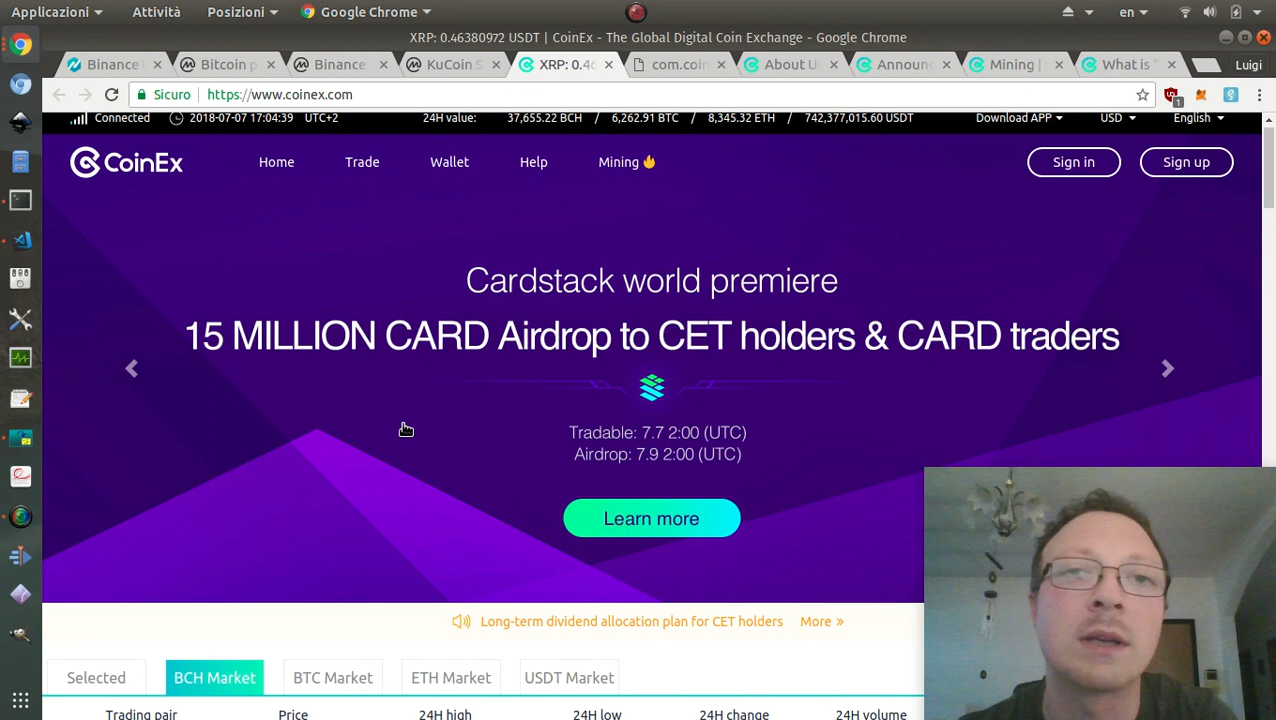 Applicazioni Attività Posizioni Google Chrome en
XRP: 0.46380972 USDT | CoinEx - The Global Digital Coin Exchange - Google Chrome
Binance Bitcoin p Binance KuCoin S XRP: 0.46 com.coin About Us Announc Mining | What is " Luigi
Sicuro https://www.coinex.com 1
Connected 2018-07-07 17:04:39 UTC+2 24H value: 37,655.22 BCH / 6,262.91 BTC / 8,345.32 ETH / 742,377,015.60 USDT Download APP USD English
CoinEx Home Trade Wallet Help Mining Sign in Sign up
Cardstack world premiere
15 MILLION CARD Airdrop to CET holders & CARD traders
Tradable: 7.7 2:00 (UTC)
Airdrop: 7.9 2:00 (UTC)
Learn more
Long-term dividend allocation plan for CET holders More »
Selected BCH Market BTC Market ETH Market USDT Market
Trading pair Price 24H high 24H low 24H change 24H volume